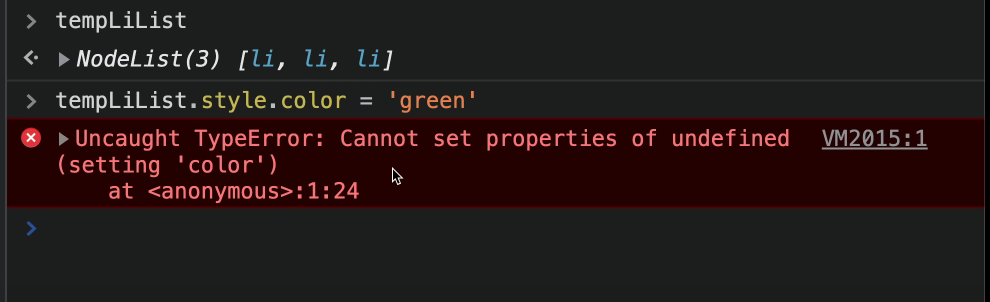 > tempLiList
<· ▶ NodeList(3) [li, li, li]
> tempLiList.style.color = 'green'
▶ Uncaught TypeError: Cannot set properties of undefined VM2015:1
(setting 'color')
at <anonymous>:1:24
>